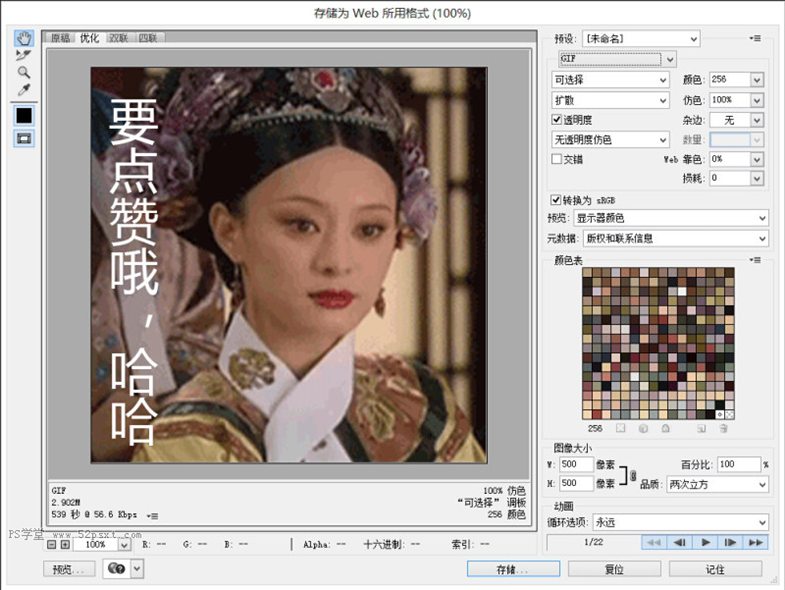 存储为 Web 所用格式 (100%)
原稿 优化 双联 四联
要点赞哦，哈哈
GIF
2.902M
539 秒 @ 56.6 Kbps
100% 仿色
“可选择” 调板
256 颜色
PS学堂 www.52psxt.com
100% R: -- G: -- B: -- Alpha: -- 十六进制: -- 索引: --
预览...
存储... 复位 记住
预设: [未命名]
GIF
可选择 颜色: 256
扩散 仿色: 100%
透明度 杂边: 无
无透明度仿色 数量:
交错 Web 靠色: 0%
损耗: 0
转换为 sRGB
预览: 显示器颜色
元数据: 版权和联系信息
颜色表
256
图像大小
W: 500 像素 百分比: 100 %
H: 500 像素 品质: 两次立方
动画
循环选项: 永远
1/22